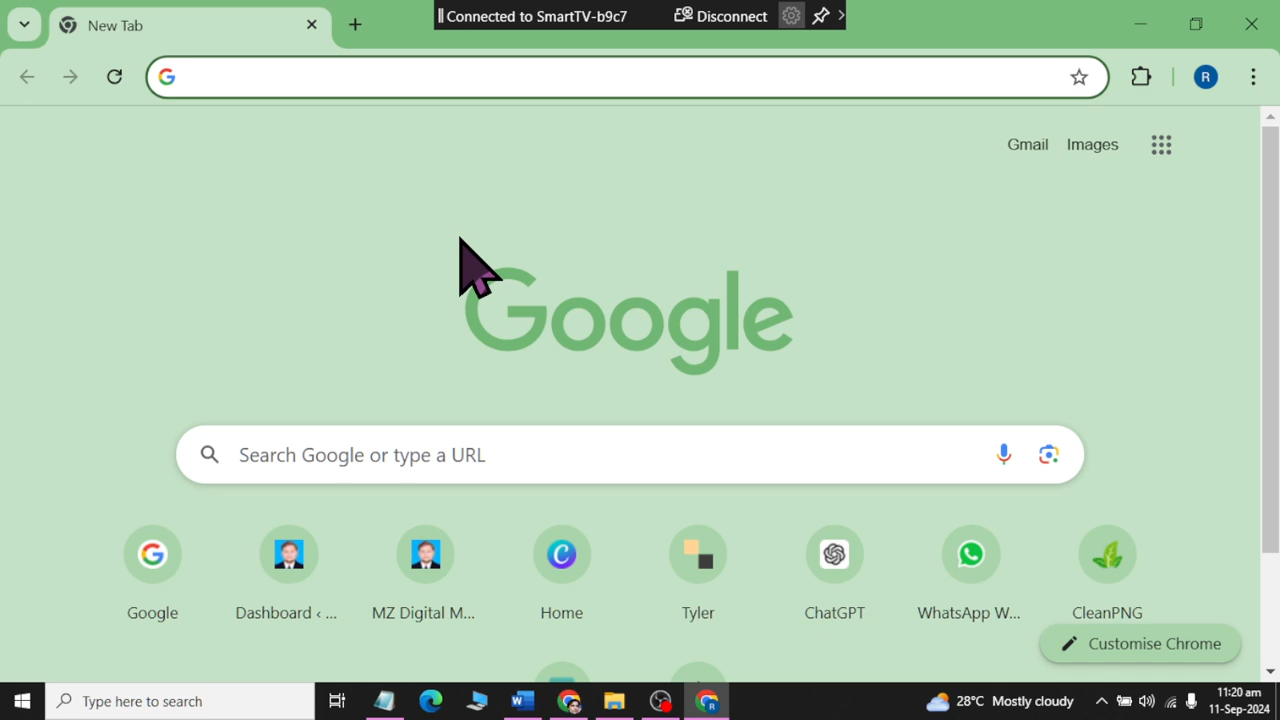 New Tab
Connected to SmartTV-b9c7 Disconnect
R
Gmail Images
Google
Search Google or type a URL
Google Dashboard ‹ ... MZ Digital M... Home Tyler ChatGPT WhatsApp W... CleanPNG
Customise Chrome
Type here to search
28°C Mostly cloudy
11:20 am
11-Sep-2024